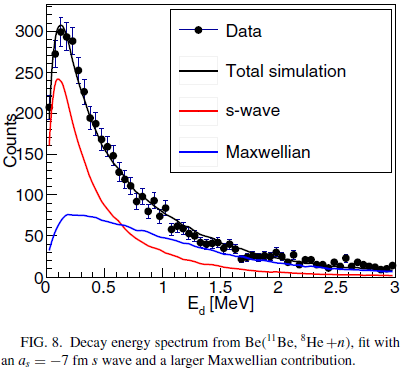 300
250
200
150
100
50
0
Counts
Data
Total simulation
s-wave
Maxwellian
0 0.5 1 1.5 2 2.5 3
E_d [MeV]
FIG. 8. Decay energy spectrum from Be(¹¹Be, ⁸He +n), fit with
an a_s = −7 fm s wave and a larger Maxwellian contribution.